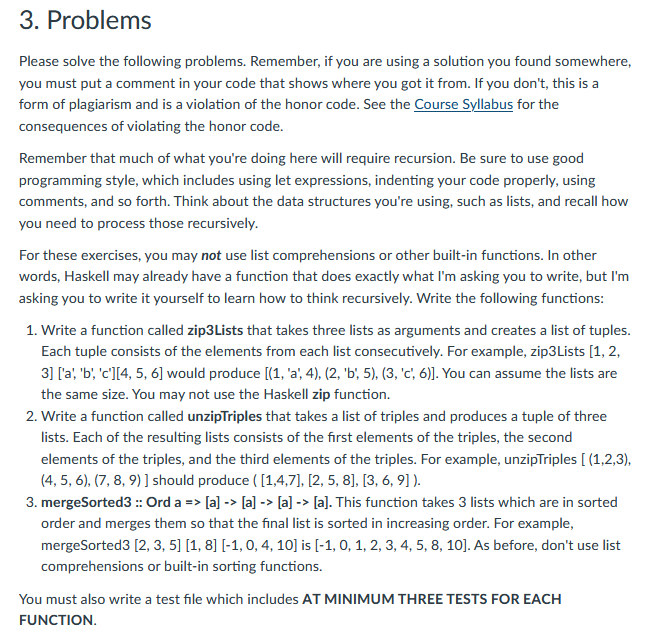 3. Problems
Please solve the following problems. Remember, if you are using a solution you found somewhere,
you must put a comment in your code that shows where you got it from. If you don't, this is a
form of plagiarism and is a violation of the honor code. See the Course Syllabus for the
consequences of violating the honor code.
Remember that much of what you're doing here will require recursion. Be sure to use good
programming style, which includes using let expressions, indenting your code properly, using
comments, and so forth. Think about the data structures you're using, such as lists, and recall how
you need to process those recursively.
For these exercises, you may not use list comprehensions or other built-in functions. In other
words, Haskell may already have a function that does exactly what I'm asking you to write, but I'm
asking you to write it yourself to learn how to think recursively. Write the following functions:
1. Write a function called zip3Lists that takes three lists as arguments and creates a list of tuples.
Each tuple consists of the elements from each list consecutively. For example, zip3Lists [1, 2,
3] ['a', 'b', 'c'][4, 5, 6] would produce [(1, 'a', 4), (2, 'b', 5), (3, 'c', 6)]. You can assume the lists are
the same size. You may not use the Haskell zip function.
2. Write a function called unzipTriples that takes a list of triples and produces a tuple of three
lists. Each of the resulting lists consists of the first elements of the triples, the second
elements of the triples, and the third elements of the triples. For example, unzipTriples [ (1,2,3),
(4, 5, 6), (7, 8, 9) ] should produce ( [1,4,7], [2, 5, 8], [3, 6, 9] ).
3. mergeSorted3 :: Ord a => [a] -> [a] -> [a] -> [a]. This function takes 3 lists which are in sorted
order and merges them so that the final list is sorted in increasing order. For example,
mergeSorted3 [2, 3, 5] [1, 8] [-1, 0, 4, 10] is [-1, 0, 1, 2, 3, 4, 5, 8, 10]. As before, don't use list
comprehensions or built-in sorting functions.
You must also write a test file which includes AT MINIMUM THREE TESTS FOR EACH
FUNCTION.